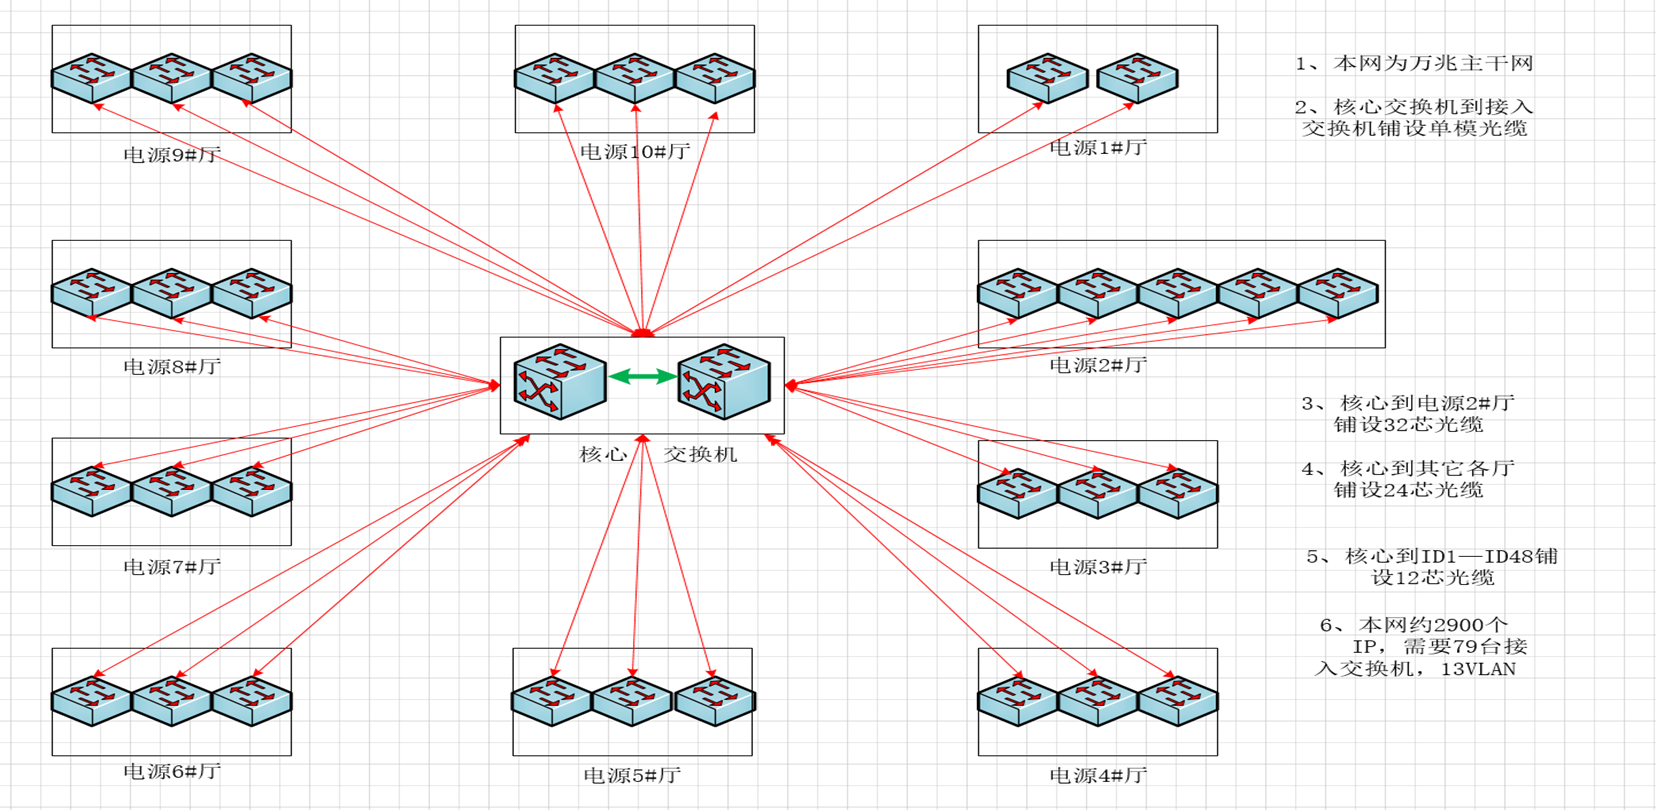 电源9#厅
电源10#厅
电源1#厅
1、本网为万兆主干网
2、核心交换机到接入
交换机铺设单模光缆
电源8#厅
电源2#厅
3、核心到电源2#厅
铺设32芯光缆
核心 交换机
4、核心到其它各厅
铺设24芯光缆
电源7#厅
电源3#厅
5、核心到ID1—ID48铺
设12芯光缆
6、本网约2900个
IP，需要79台接
入交换机，13VLAN
电源6#厅
电源5#厅
电源4#厅